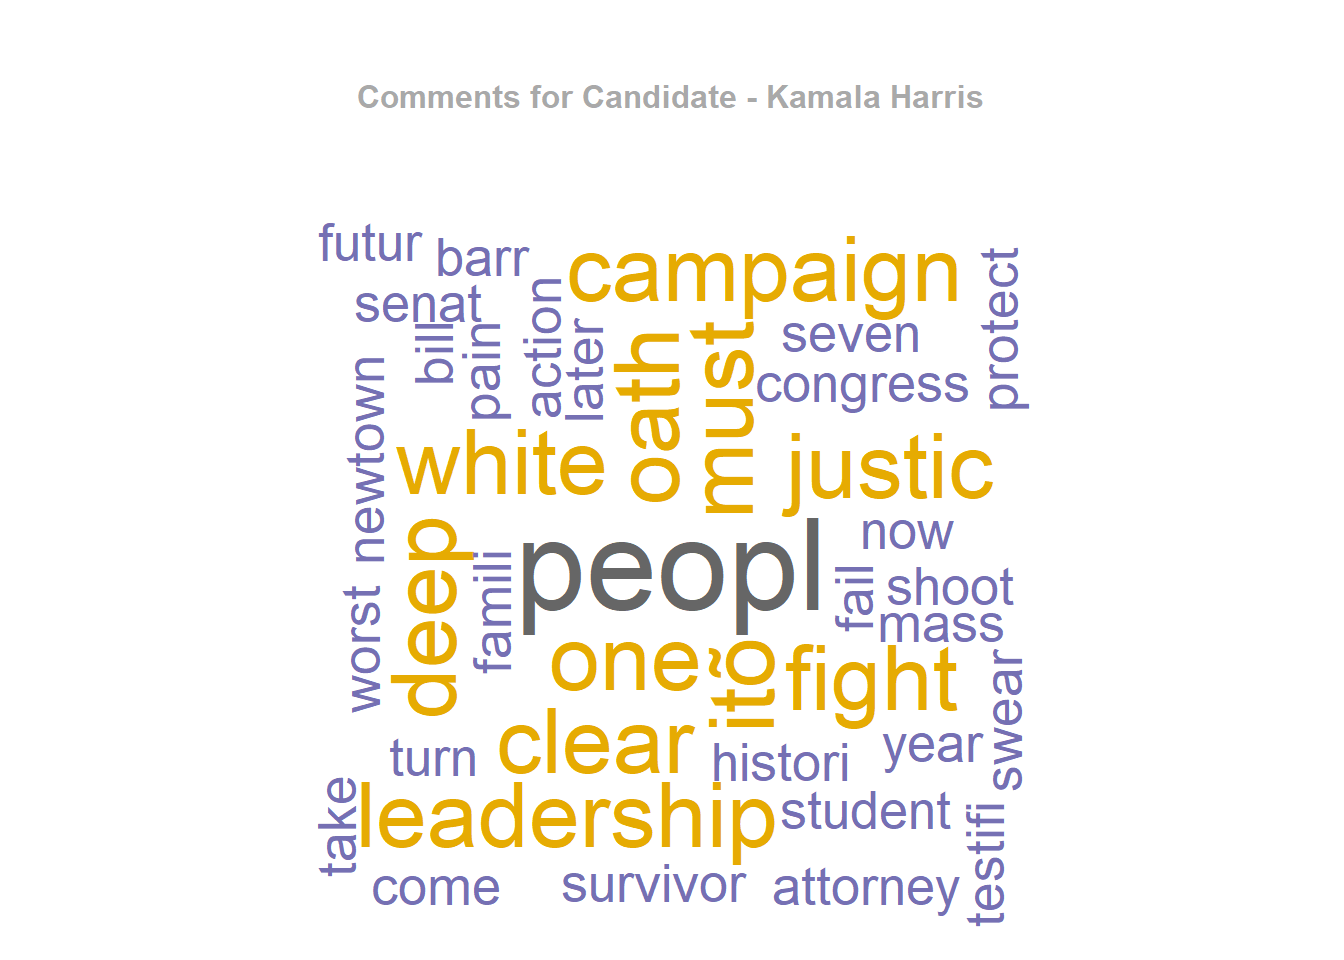 Comments for Candidate - Kamala Harris
futur
barr
campaign
protect
senat
bill
pain
action
later
oath
must
seven
congress
newtown
white
justic
deep
famili
peopl
now
fail
shoot
mass
worst
one
itõ
fight
swear
turn
clear
histori
year
take
leadership
student
testifi
come
survivor
attorney